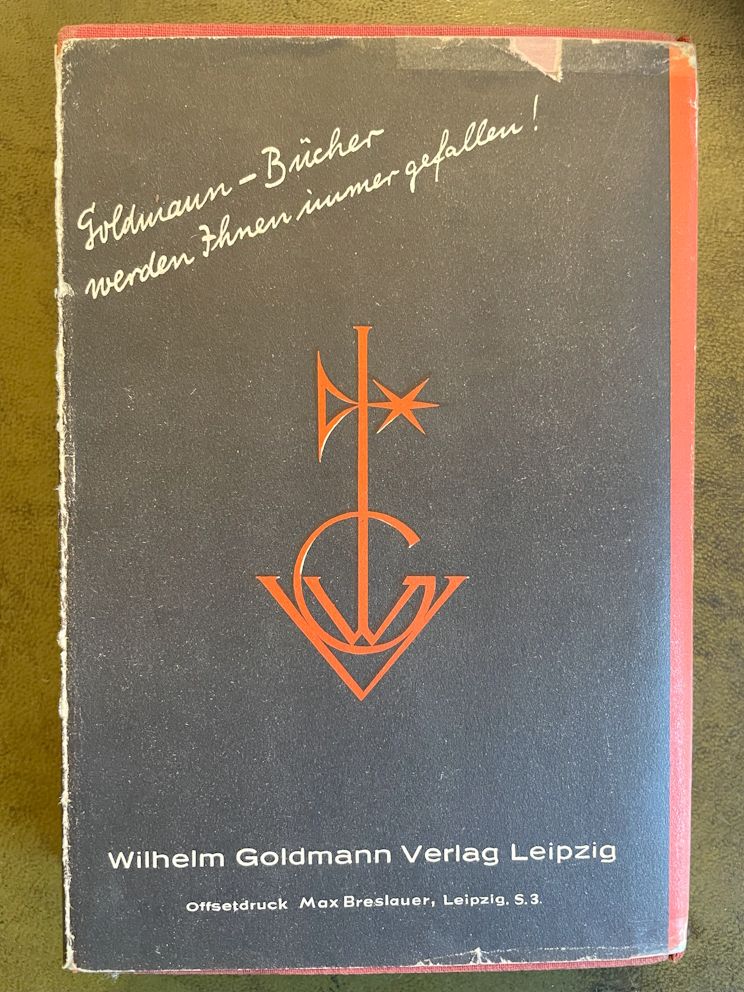 Goldmann - Bücher
werden Ihnen immer gefallen!
Wilhelm Goldmann Verlag Leipzig
Offsetdruck Max Breslauer, Leipzig. S. 3.